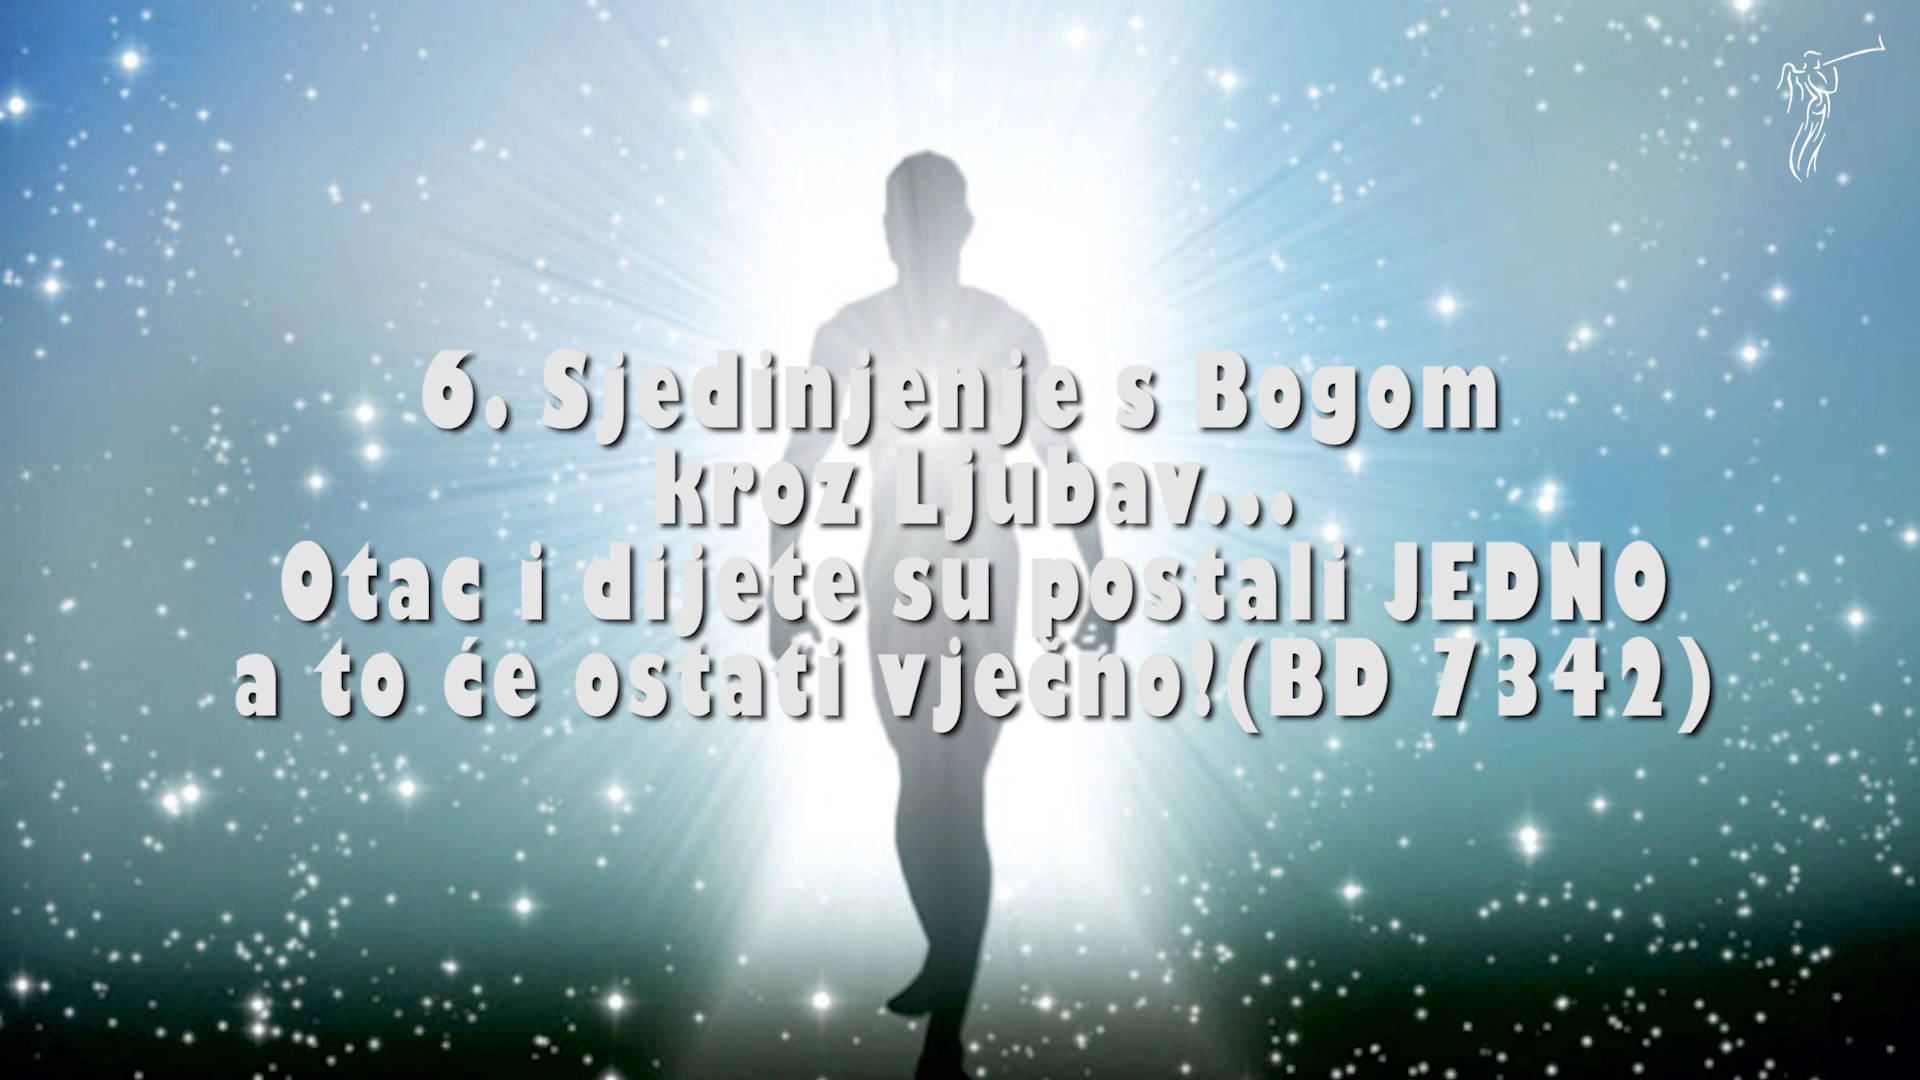 6. Sjedinjenje s Bogom
kroz Ljubav...
Otac i dijete su postali JEDNO
a to će ostati vječno!(BD 7342)